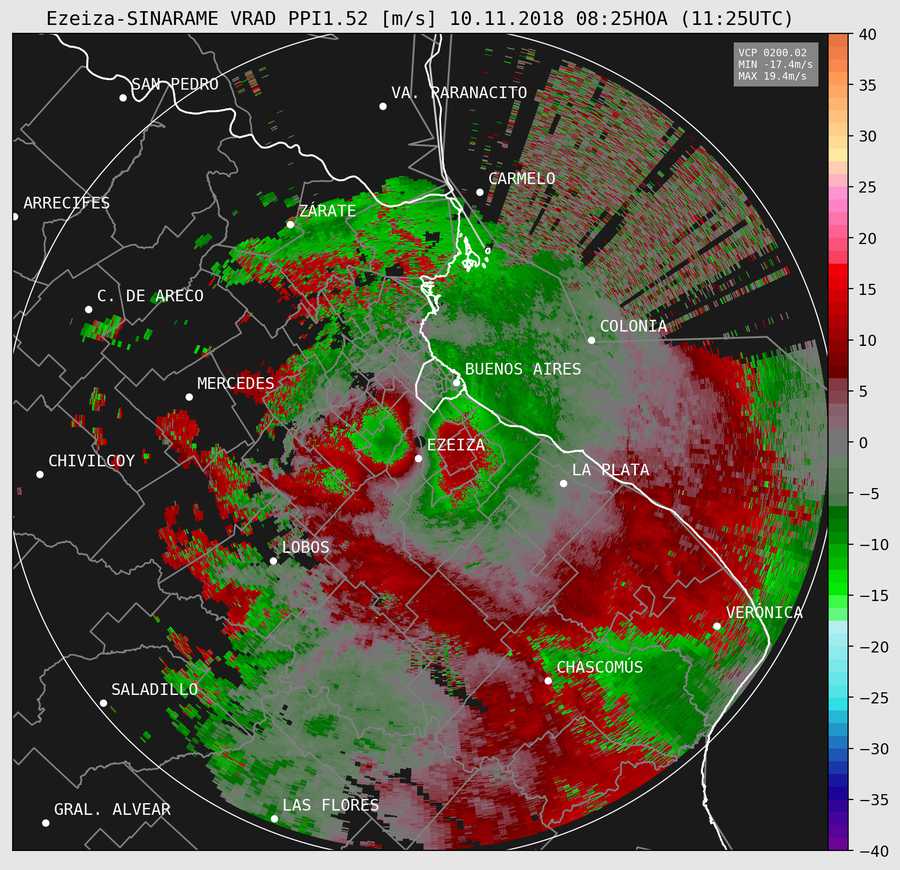 Ezeiza-SINARAME VRAD PPI1.52 [m/s] 10.11.2018 08:25HOA (11:25UTC)
VCP 0200.02
MIN -17.4m/s
MAX 19.4m/s
SAN PEDRO
VA. PARANACITO
CARMELO
ARRECIFES
ZÁRATE
C. DE ARECO
COLONIA
BUENOS AIRES
MERCEDES
EZEIZA
CHIVILCOY
LA PLATA
LOBOS
VERÓNICA
CHASCOMÚS
SALADILLO
LAS FLORES
GRAL. ALVEAR
40
35
30
25
20
15
10
5
0
−5
−10
−15
−20
−25
−30
−35
−40